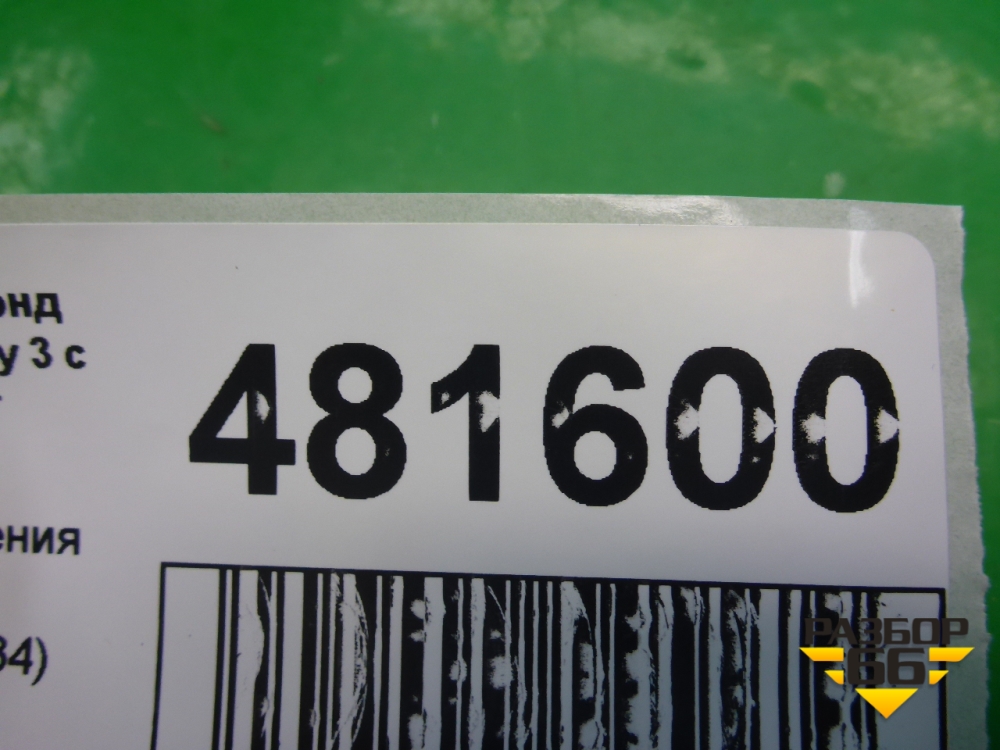 онд
у 3 с
481600
ения
34)
РАЗБОР
66